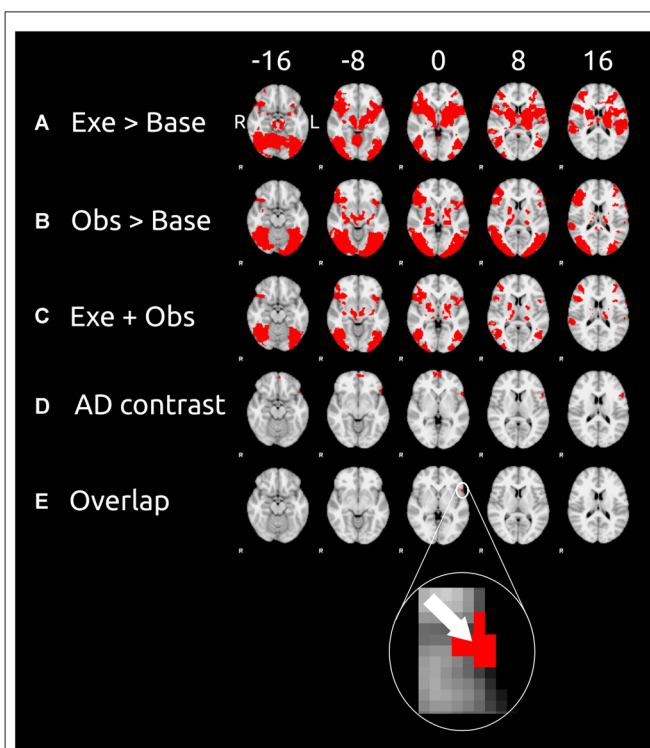 -16 -8 0 8 16
A Exe > Base R L
R R R R R
B Obs > Base
R R R R R
C Exe + Obs
R R R R R
D AD contrast
R R R R R
E Overlap
R R R R R